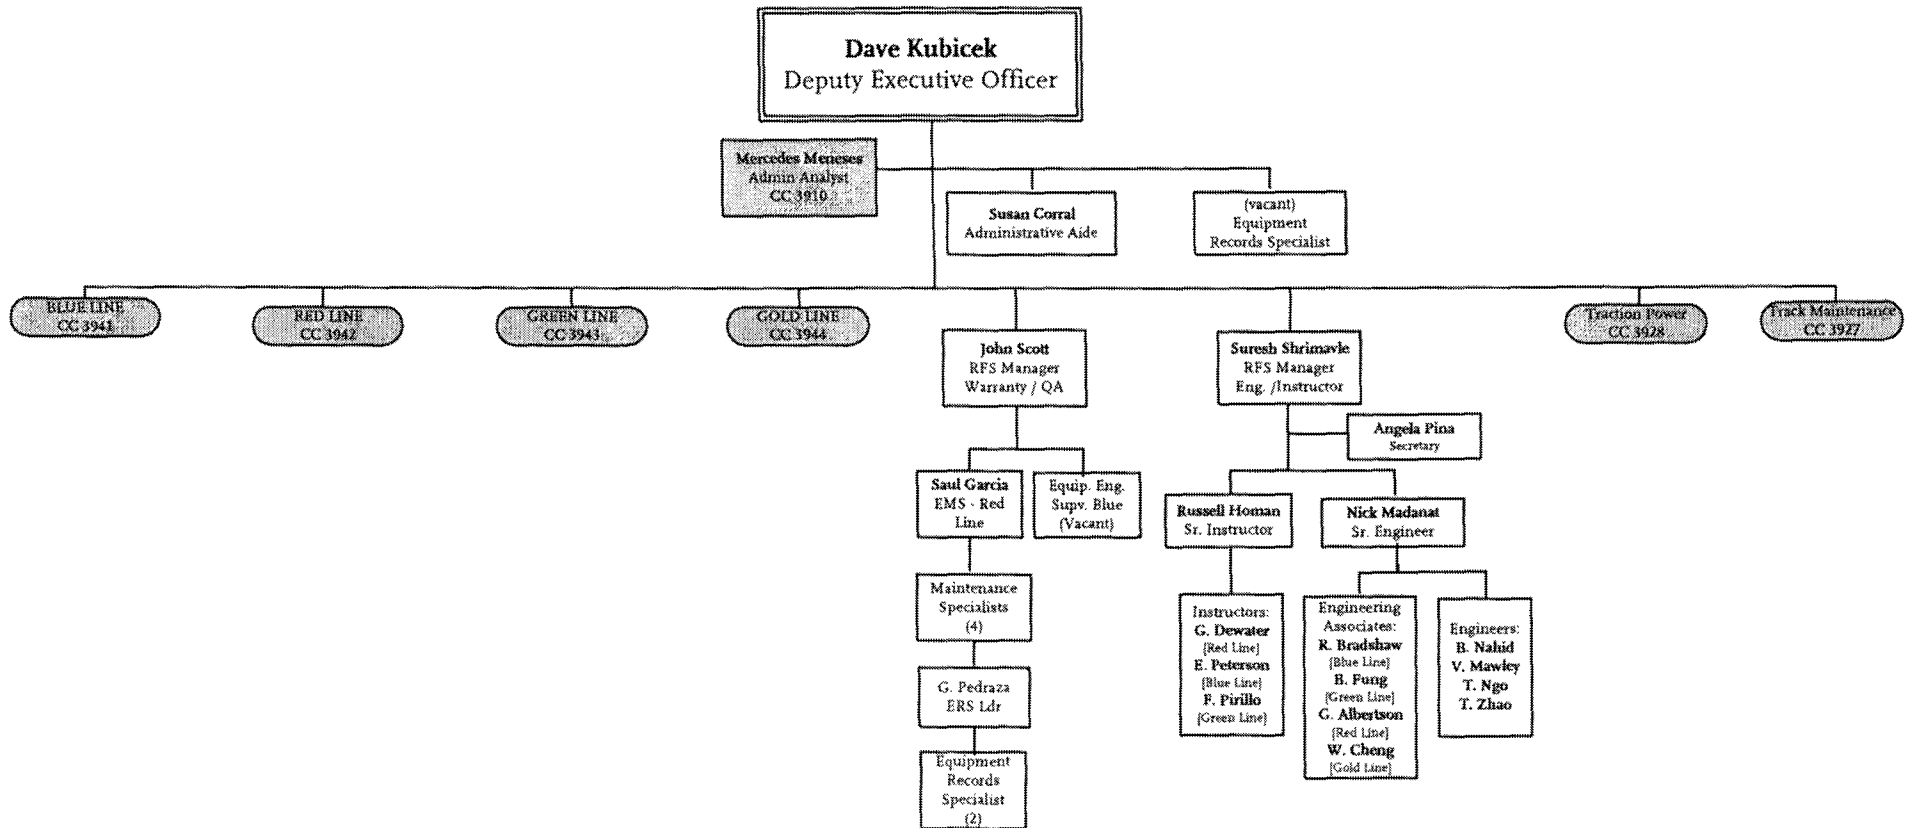 Dave Kubicek
Deputy Executive Officer
Mercedes Meneses
Admin Analyst
CC 3910
Susan Corral
Administrative Aide
(vacant)
Equipment
Records Specialist
BLUE LINE
CC 3941
RED LINE
CC 3942
GREEN LINE
CC 3943
GOLD LINE
CC 3944
Traction Power
CC 3928
Track Maintenance
CC 3927
John Scott
RFS Manager
Warranty / QA
Suresh Shrimavle
RFS Manager
Eng. /Instructor
Angela Pina
Secretary
Saul Garcia
EMS - Red
Line
Equip. Eng.
Supv. Blue
(Vacant)
Russell Homan
Sr. Instructor
Nick Madanat
Sr. Engineer
Maintenance
Specialists
(4)
G. Pedraza
ERS Ldr
Equipment
Records
Specialist
(2)
Instructors:
G. Dewater
[Red Line]
E. Peterson
[Blue Line]
F. Pirillo
[Green Line]
Engineering
Associates:
R. Bradshaw
[Blue Line]
B. Fung
[Green Line]
G. Albertson
[Red Line]
W. Cheng
[Gold Line]
Engineers:
B. Nahid
V. Mawley
T. Ngo
T. Zhao